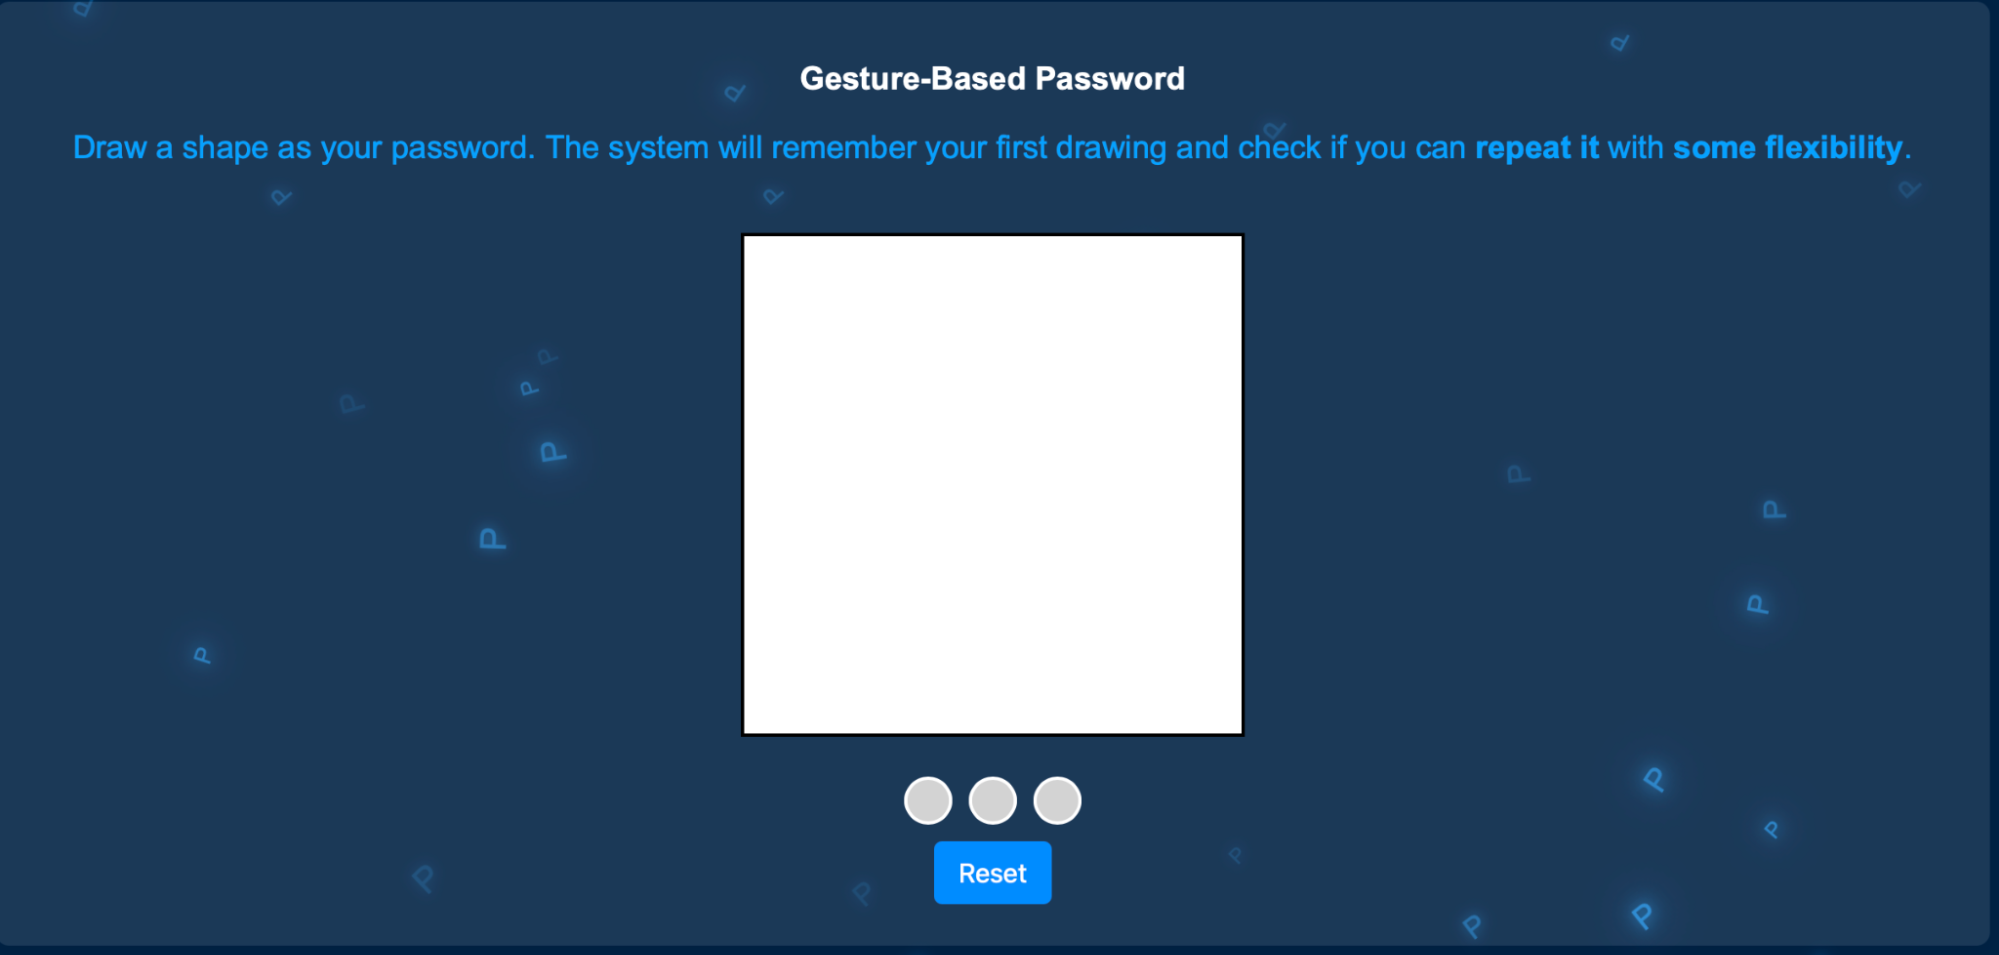 Gesture-Based Password
Draw a shape as your password. The system will remember your first drawing and check if you can repeat it with some flexibility.
Reset